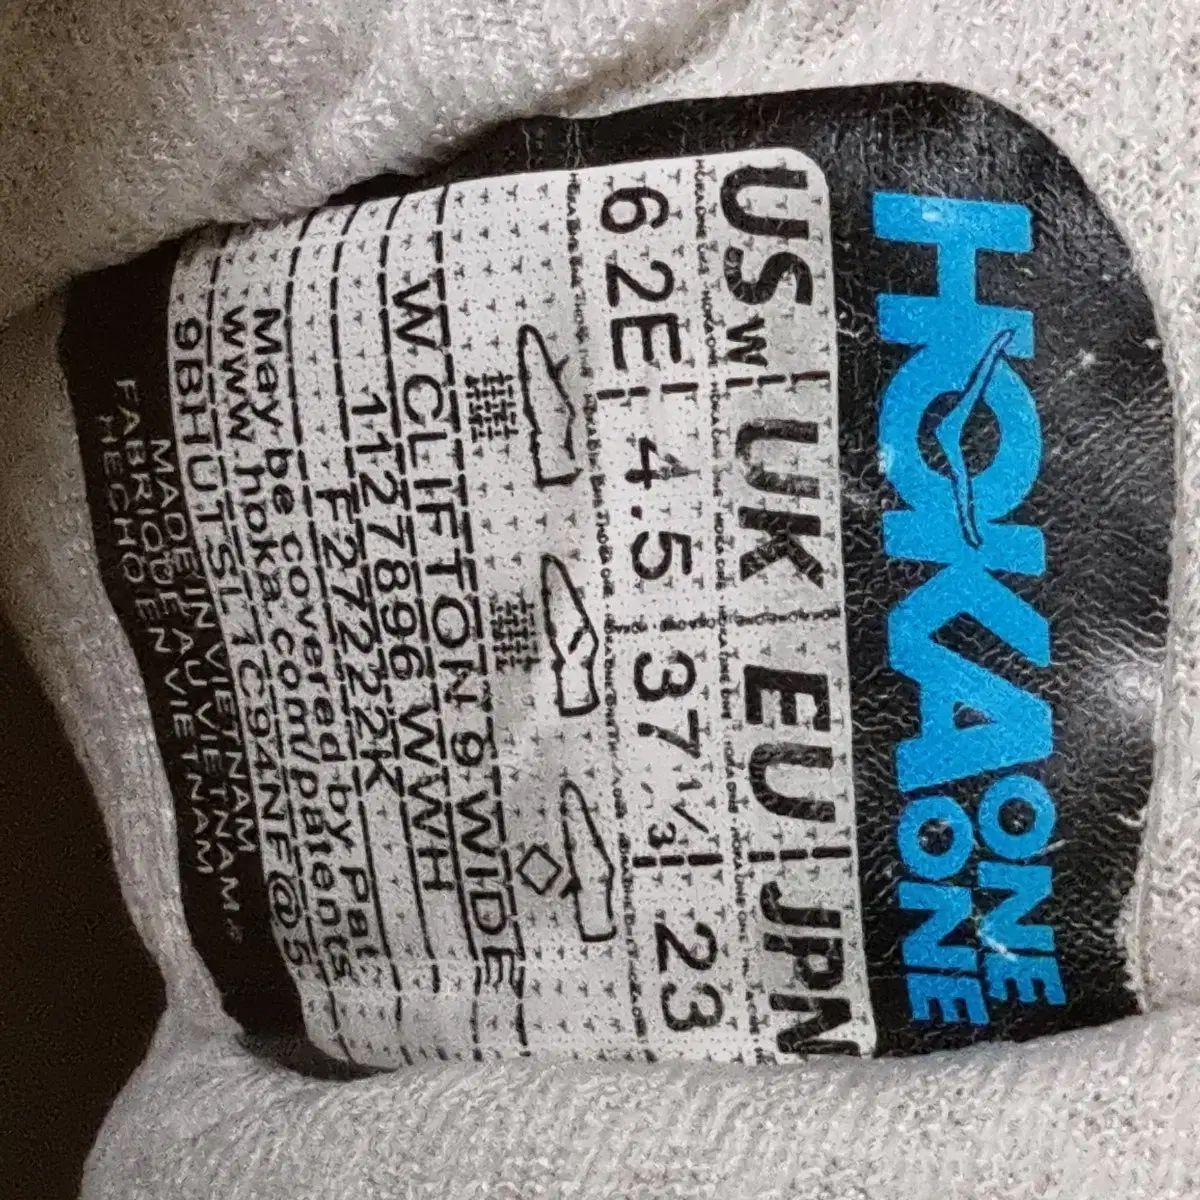 HOKA ONE ONE
USW UK EU JPN
6 2E 4.5 37 1/3 23
W CLIFTON 9 WIDE
1127896 WWH
F27222K
May be covered by Pat.
www.hoka.com/patents
9BHUTSL1C94NF@5
MADE IN VIETNAM
FABRIQUÉ AU VIETNAM
HECHO EN VIETNAM